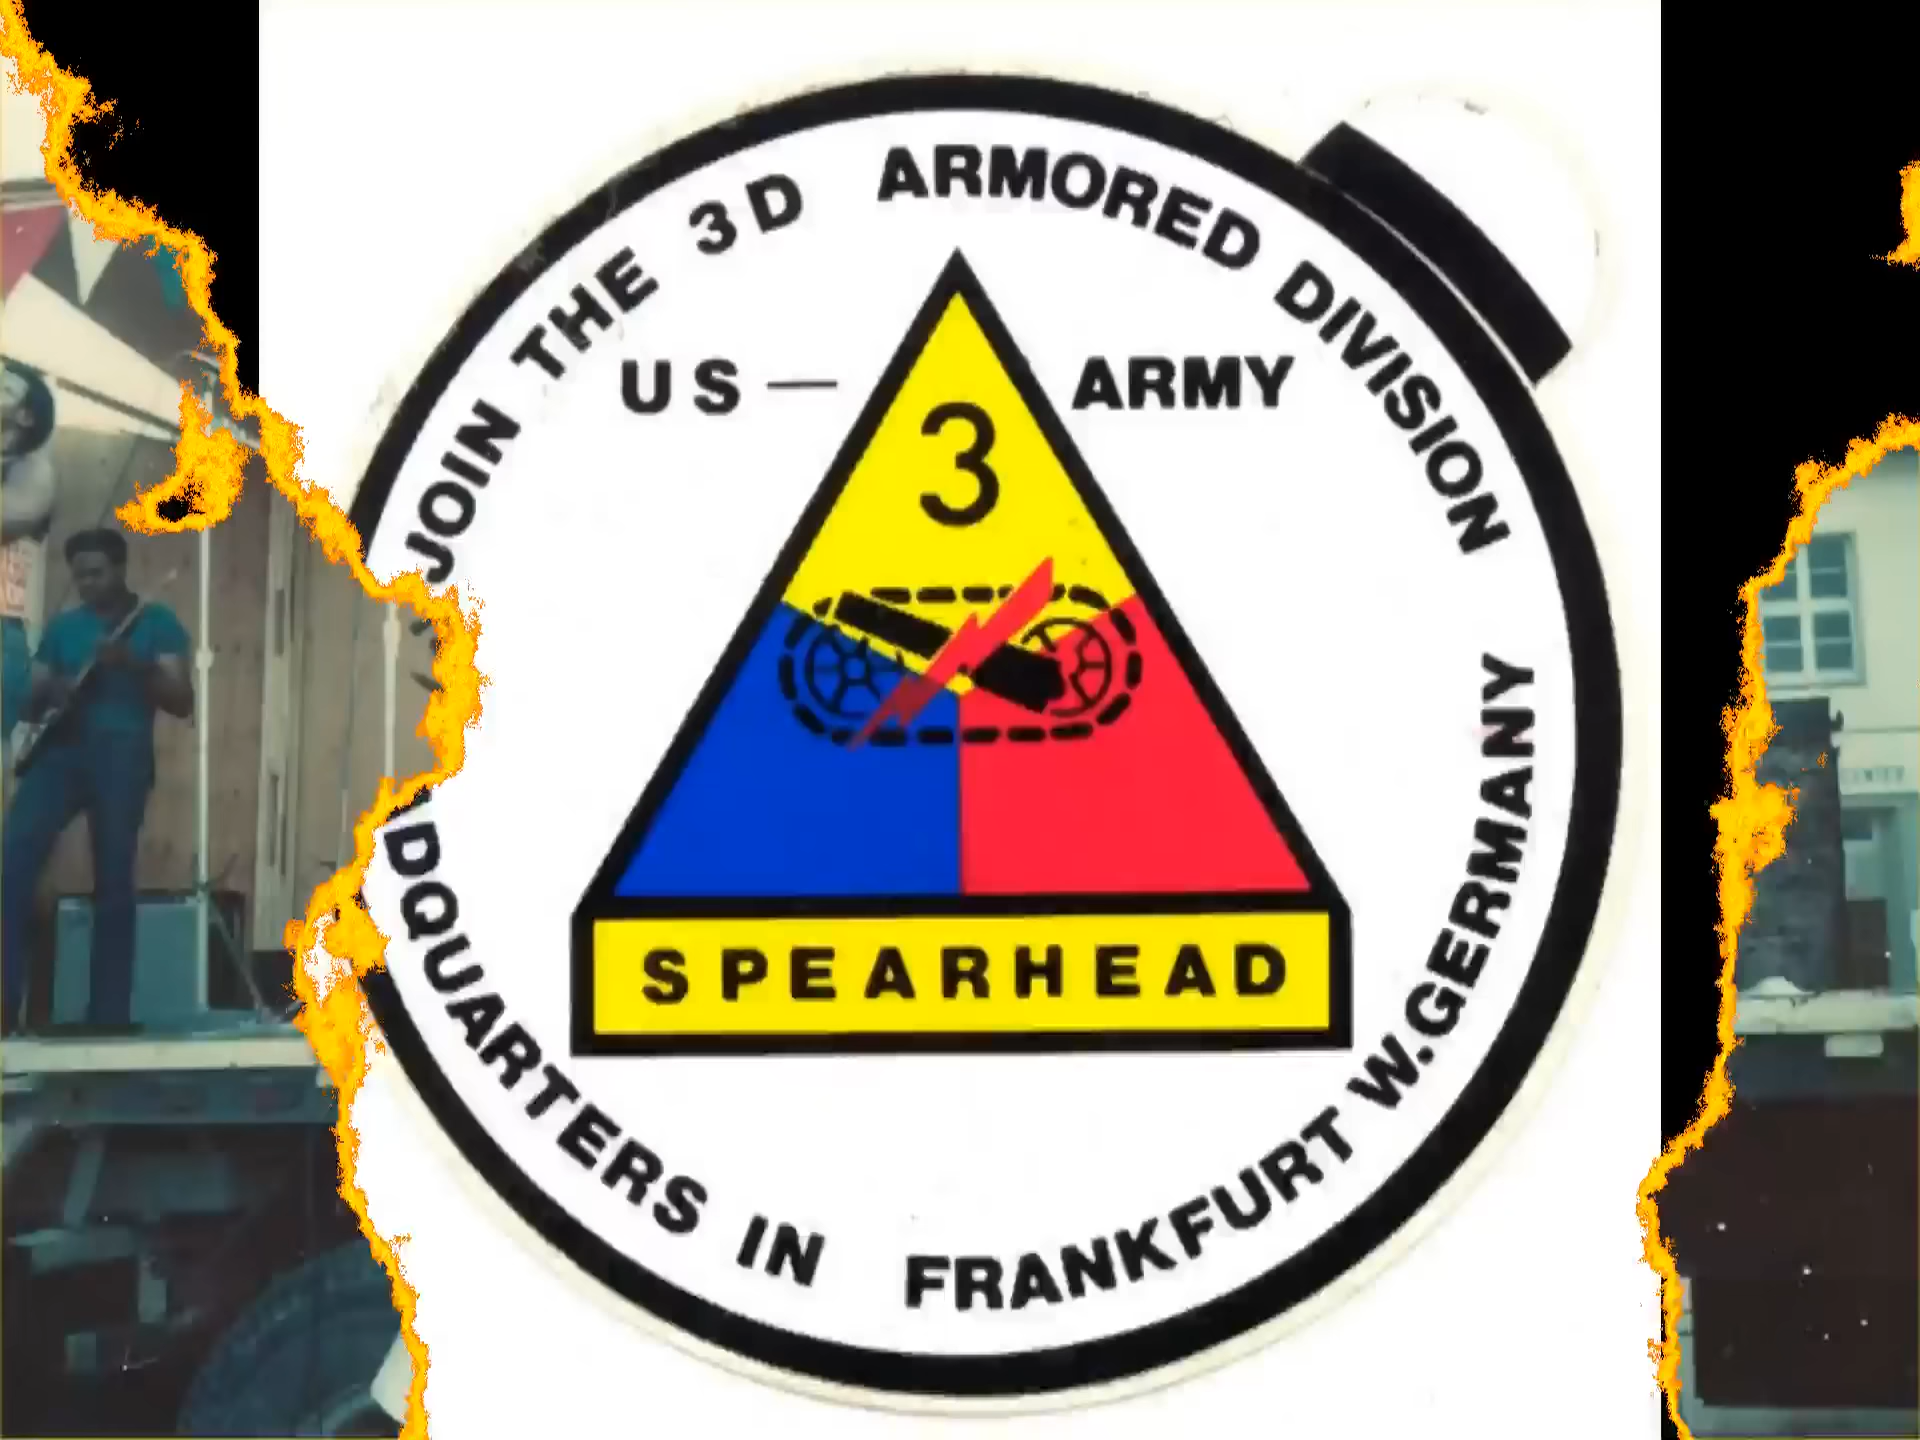 JOIN THE 3D ARMORED DIVISION
US — ARMY
3
SPEARHEAD
DQUARTERS IN FRANKFURT W.GERMANY